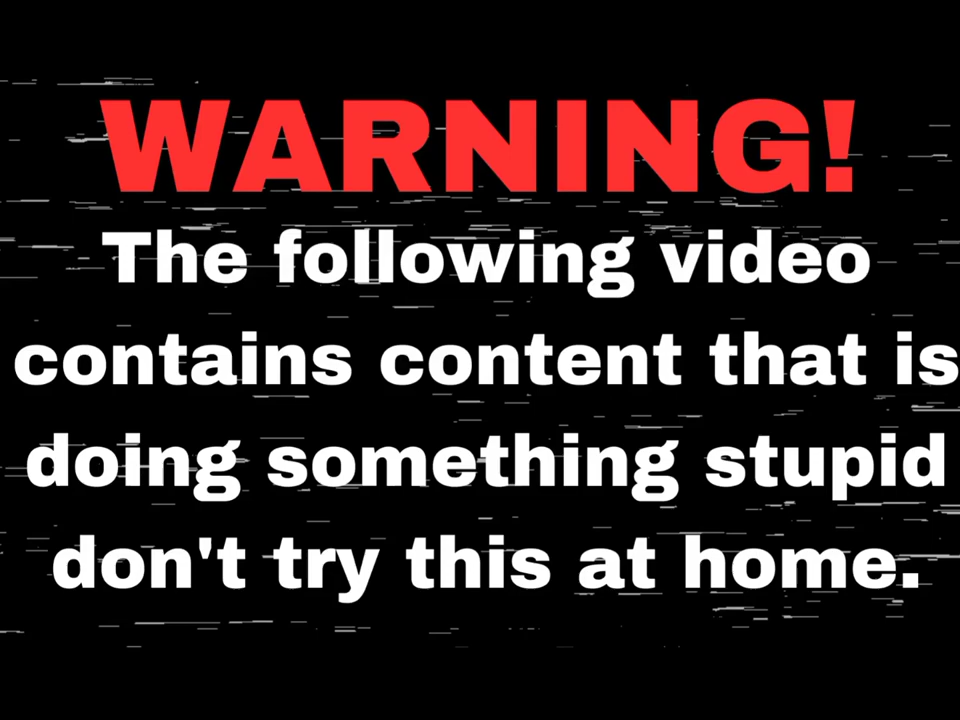 WARNING!
The following video
contains content that is
doing something stupid
don't try this at home.